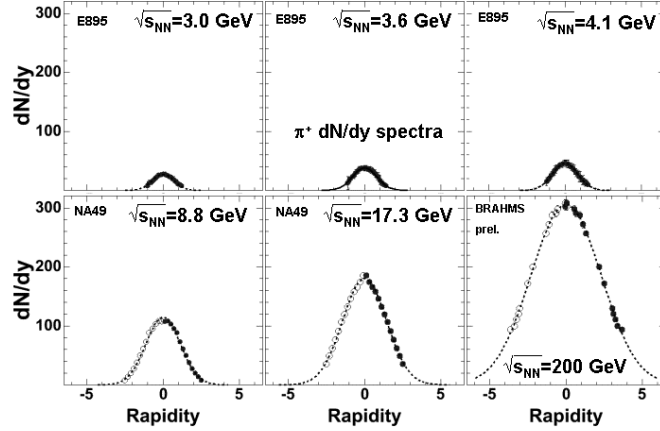 E895 √sNN=3.0 GeV
E895 √sNN=3.6 GeV
E895 √sNN=4.1 GeV
300
200
100
dN/dy
π+ dN/dy spectra
NA49 √sNN=8.8 GeV
NA49 √sNN=17.3 GeV
BRAHMS
prel.
300
200
100
dN/dy
√sNN=200 GeV
-5 0 5
-5 0 5
-5 0 5
Rapidity
Rapidity
Rapidity